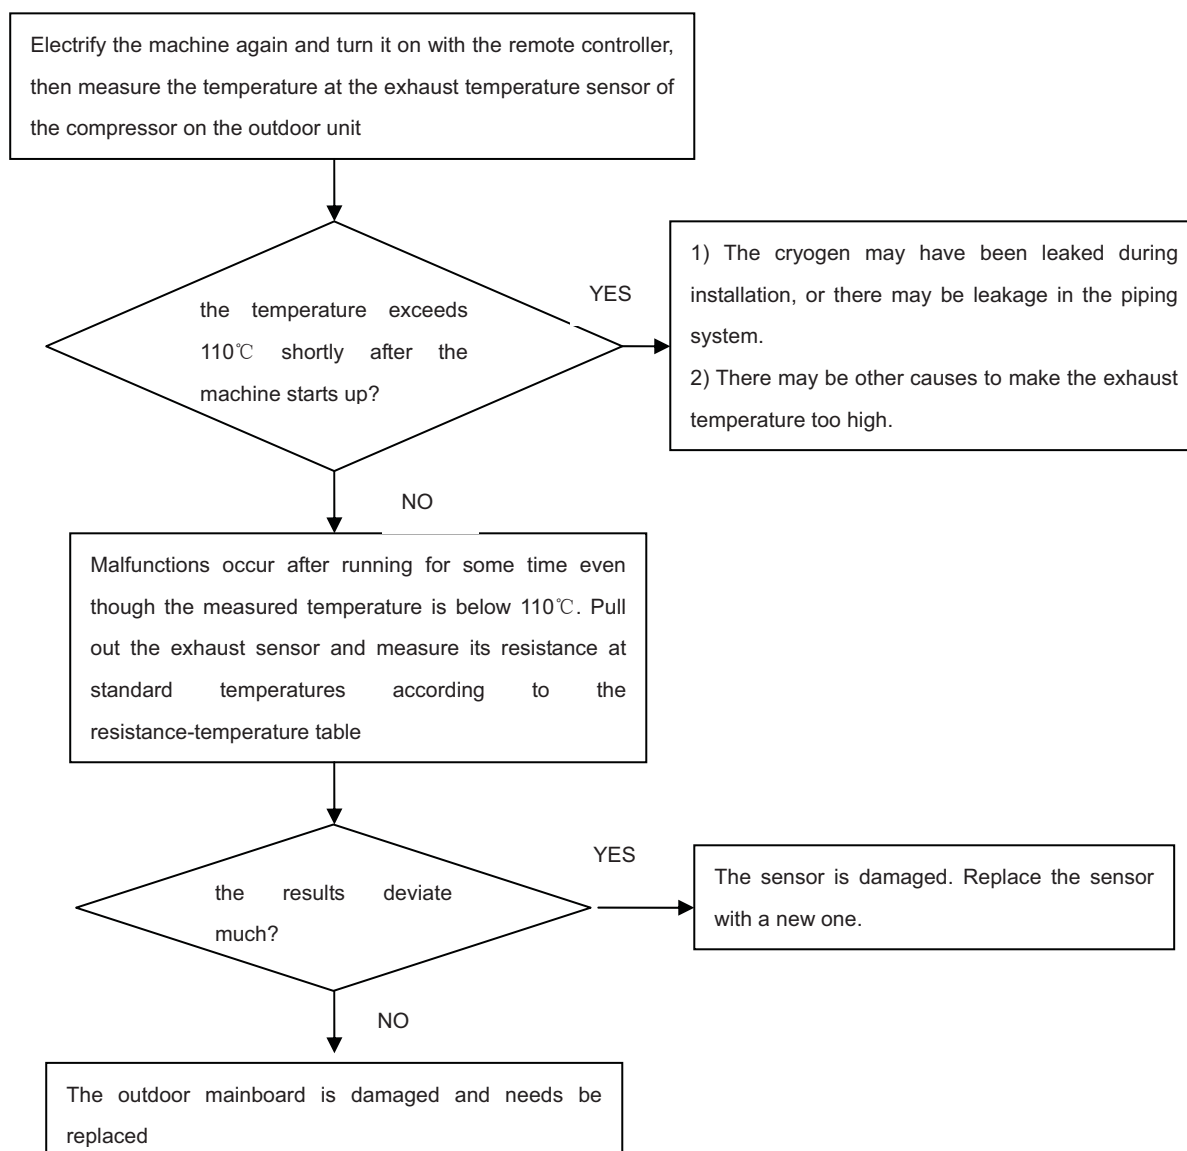 Electrify the machine again and turn it on with the remote controller,
then measure the temperature at the exhaust temperature sensor of
the compressor on the outdoor unit
the temperature exceeds
110℃ shortly after the
machine starts up?
YES
1) The cryogen may have been leaked during
installation, or there may be leakage in the piping
system.
2) There may be other causes to make the exhaust
temperature too high.
NO
Malfunctions occur after running for some time even
though the measured temperature is below 110℃. Pull
out the exhaust sensor and measure its resistance at
standard temperatures according to the
resistance-temperature table
the results deviate
much?
YES
The sensor is damaged. Replace the sensor
with a new one.
NO
The outdoor mainboard is damaged and needs be
replaced